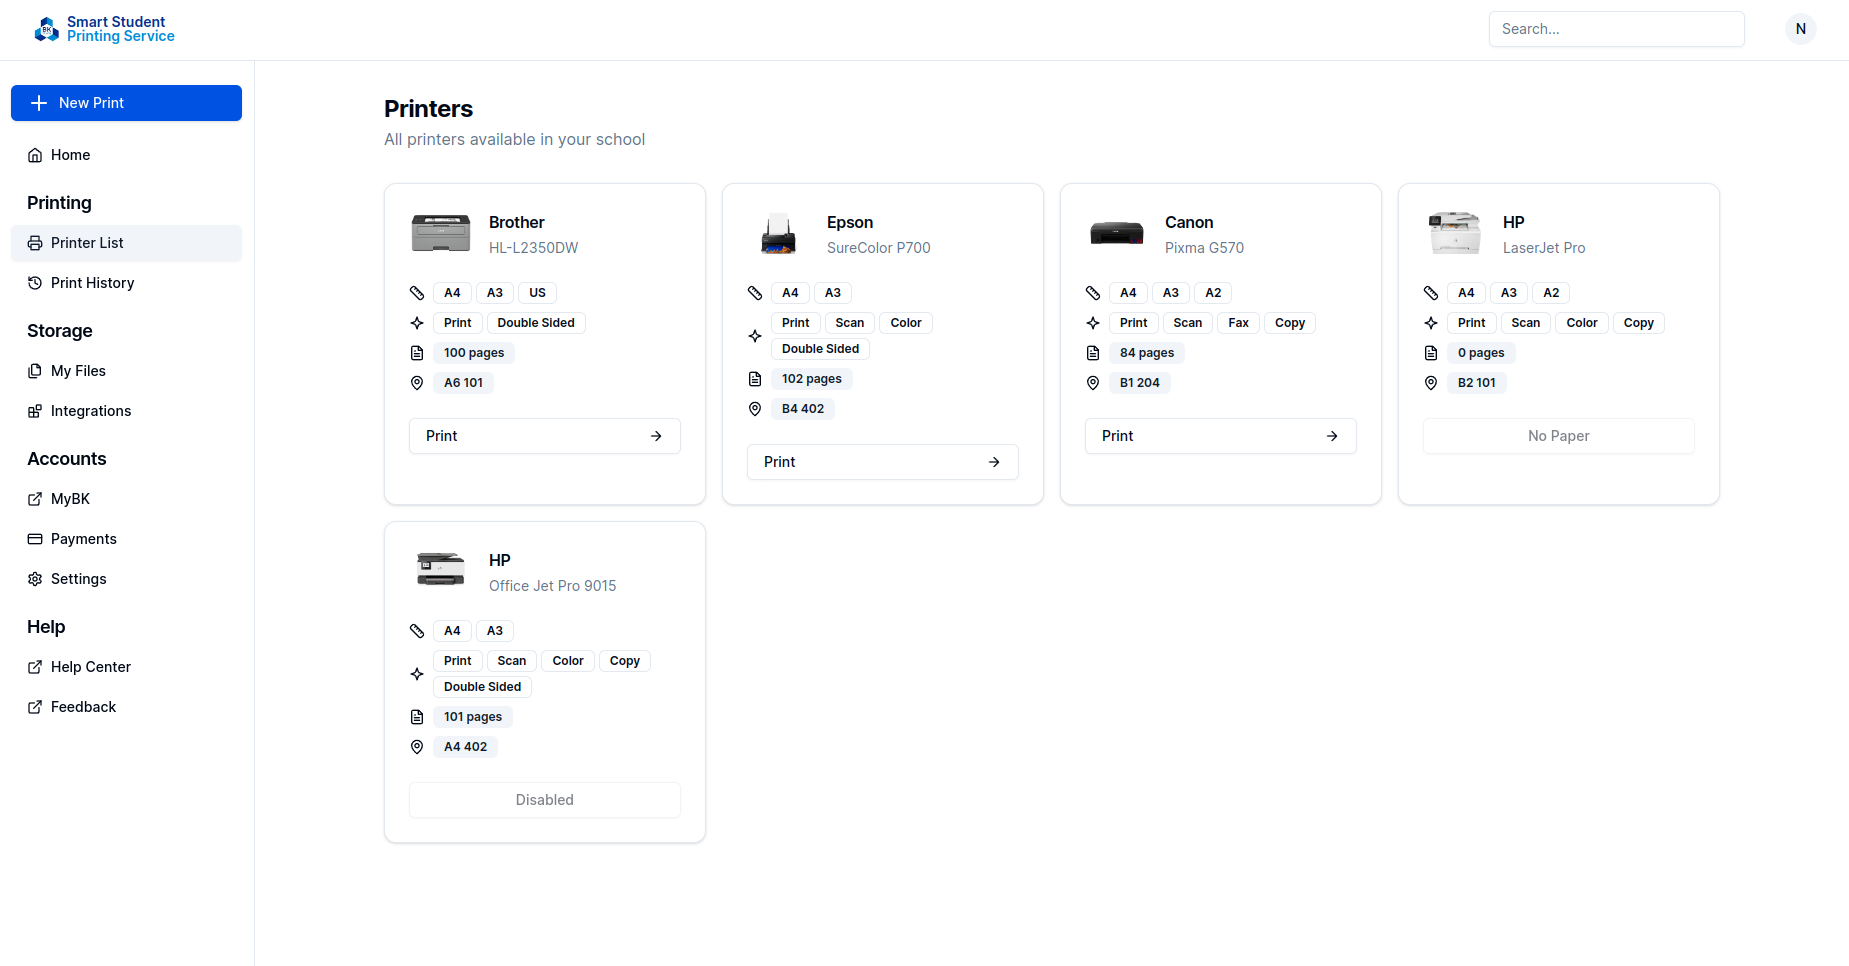 Smart Student
Printing Service
Search...
N
New Print
Home
Printing
Printer List
Print History
Storage
My Files
Integrations
Accounts
MyBK
Payments
Settings
Help
Help Center
Feedback
Printers
All printers available in your school
Brother
HL-L2350DW
A4 A3 US
Print Double Sided
100 pages
A6 101
Print
Epson
SureColor P700
A4 A3
Print Scan Color
Double Sided
102 pages
B4 402
Print
Canon
Pixma G570
A4 A3 A2
Print Scan Fax Copy
84 pages
B1 204
Print
HP
LaserJet Pro
A4 A3 A2
Print Scan Color Copy
0 pages
B2 101
No Paper
HP
Office Jet Pro 9015
A4 A3
Print Scan Color Copy
Double Sided
101 pages
A4 402
Disabled